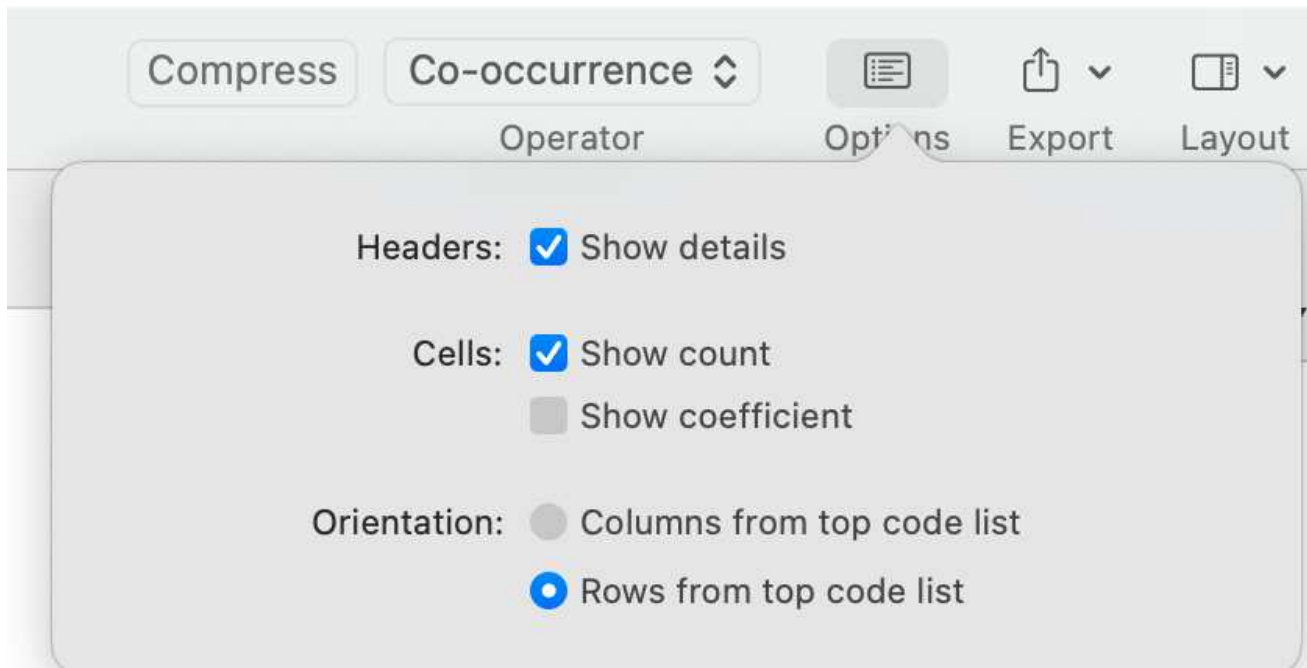 Compress Co-occurrence
Operator Options Export Layout
Headers: Show details
Cells: Show count
Show coefficient
Orientation: Columns from top code list
Rows from top code list